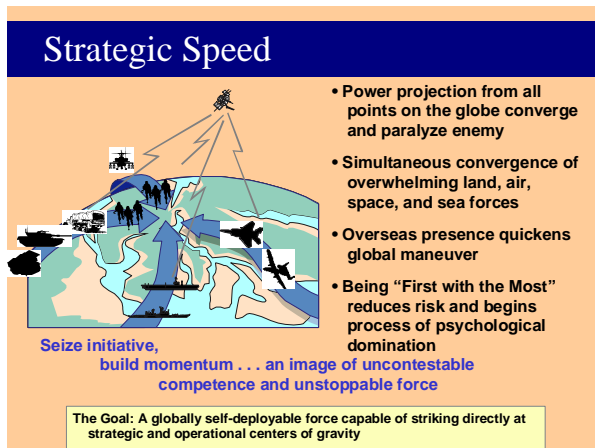 Strategic Speed
• Power projection from all
points on the globe converge
and paralyze enemy
• Simultaneous convergence of
overwhelming land, air,
space, and sea forces
• Overseas presence quickens
global maneuver
• Being “First with the Most”
reduces risk and begins
process of psychological
domination
Seize initiative,
build momentum . . . an image of uncontestable
competence and unstoppable force
The Goal: A globally self-deployable force capable of striking directly at
strategic and operational centers of gravity